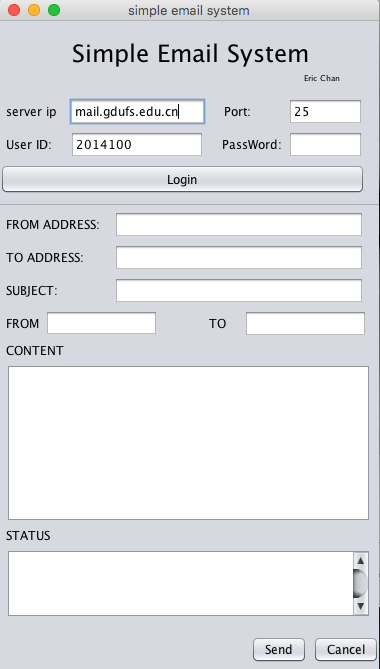 simple email system
Simple Email System
Eric Chan
server ip mail.gdufs.edu.cn Port: 25
User ID: 2014100 PassWord:
Login
FROM ADDRESS:
TO ADDRESS:
SUBJECT:
FROM TO
CONTENT
STATUS
Send Cancel